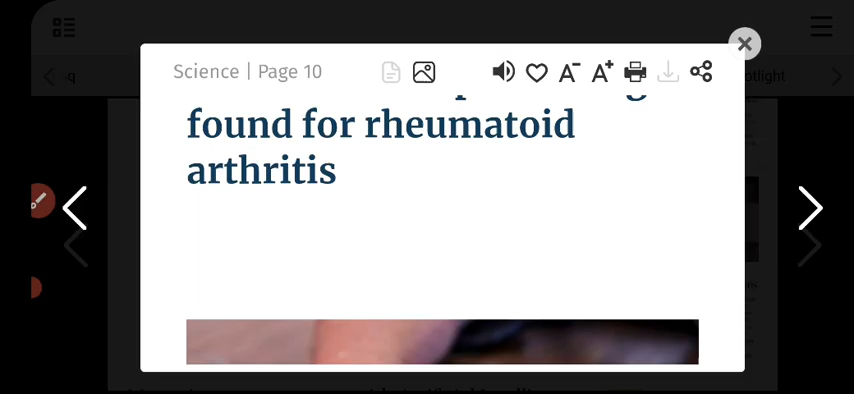 Science | Page 10
A-
A+
found for rheumatoid
arthritis